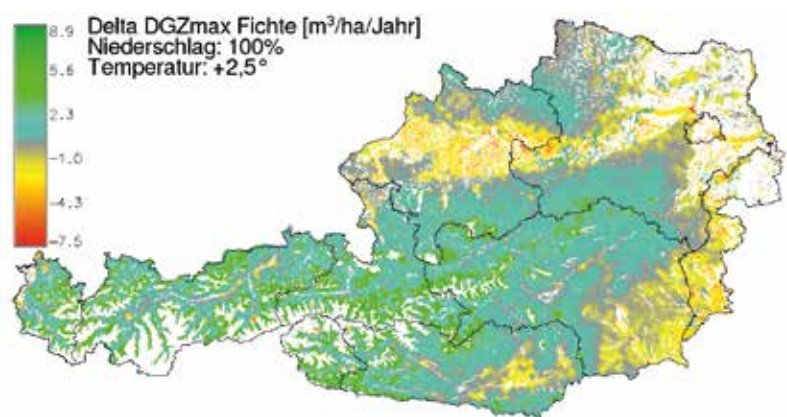 Delta DGZmax Fichte [m³/ha/Jahr]
Niederschlag: 100%
Temperatur: +2,5°
8.9
5.6
2.3
-1.0
-4.3
-7.5